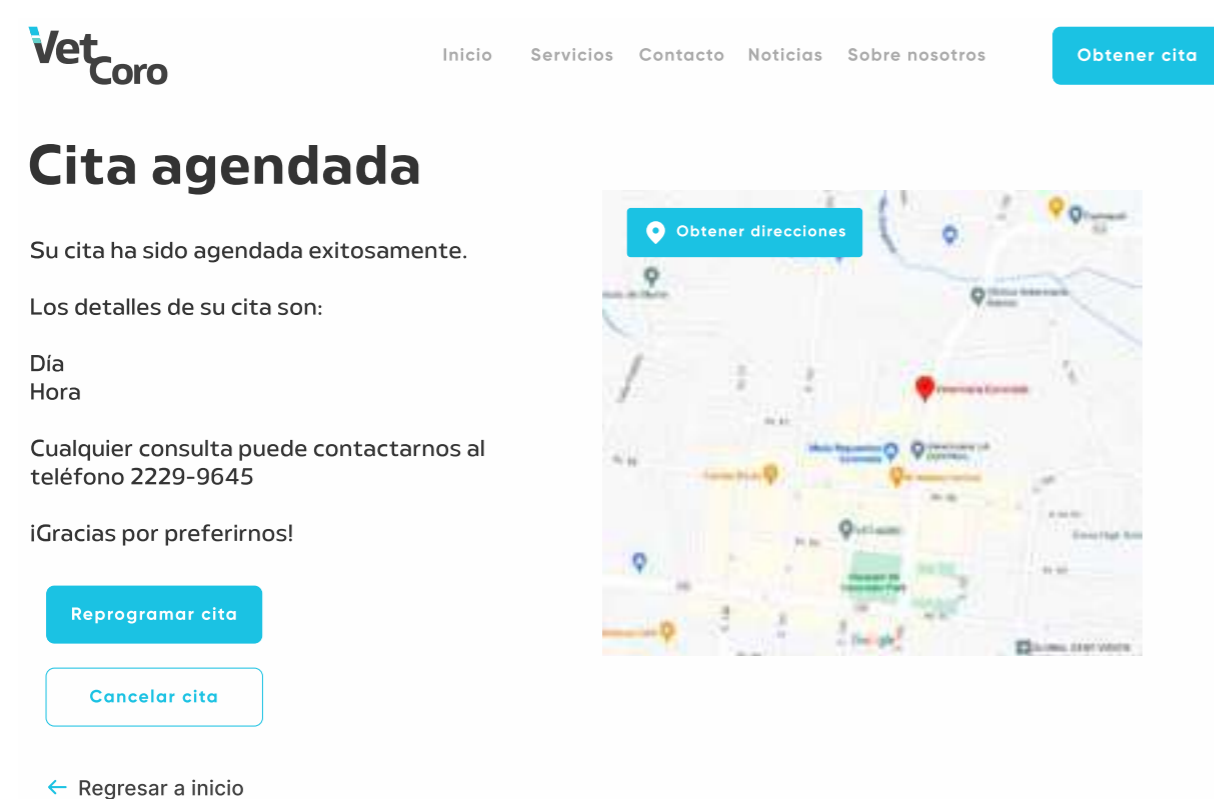 Vet
Coro
Inicio
Servicios
Contacto
Noticias
Sobre nosotros
Obtener cita
Cita agendada
Su cita ha sido agendada exitosamente.
Los detalles de su cita son:
Día
Hora
Cualquier consulta puede contactarnos al
teléfono 2229-9645
¡Gracias por preferirnos!
Reprogramar cita
Cancelar cita
Regresar a inicio
Obtener direcciones
Google